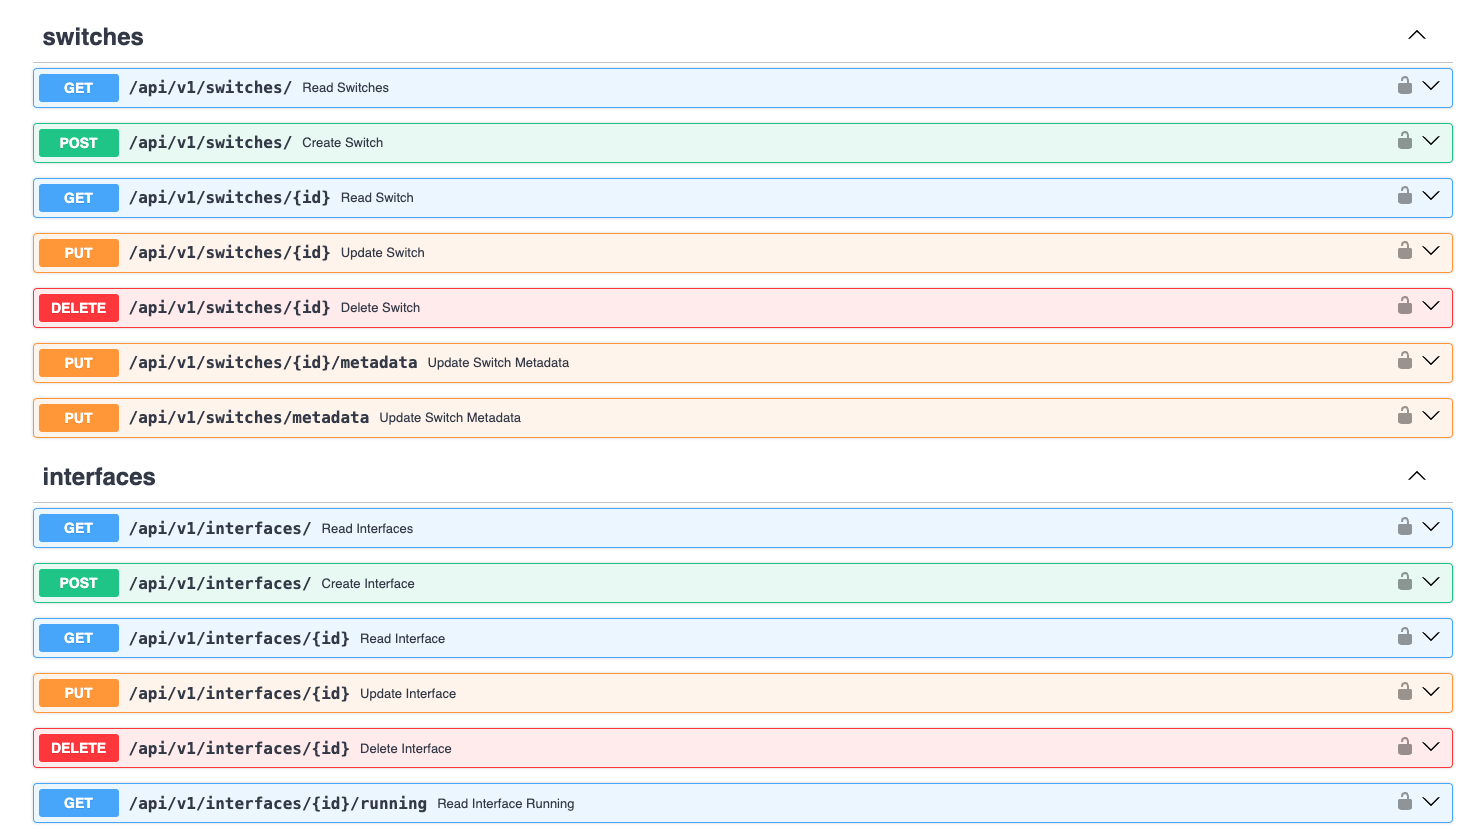 switches
GET /api/v1/switches/ Read Switches
POST /api/v1/switches/ Create Switch
GET /api/v1/switches/{id} Read Switch
PUT /api/v1/switches/{id} Update Switch
DELETE /api/v1/switches/{id} Delete Switch
PUT /api/v1/switches/{id}/metadata Update Switch Metadata
PUT /api/v1/switches/metadata Update Switch Metadata
interfaces
GET /api/v1/interfaces/ Read Interfaces
POST /api/v1/interfaces/ Create Interface
GET /api/v1/interfaces/{id} Read Interface
PUT /api/v1/interfaces/{id} Update Interface
DELETE /api/v1/interfaces/{id} Delete Interface
GET /api/v1/interfaces/{id}/running Read Interface Running